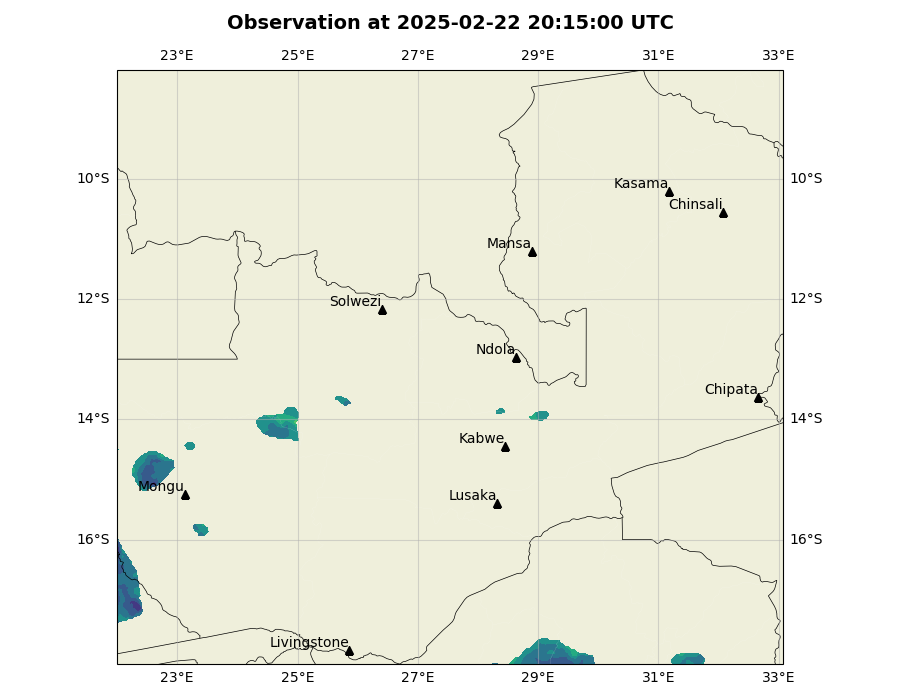 Observation at 2025-02-22 20:15:00 UTC
23°E 25°E 27°E 29°E 31°E 33°E
10°S 10°S
Kasama
Chinsali
Mansa
12°S 12°S
Solwezi
Ndola
Chipata
14°S 14°S
Kabwe
Mongu
Lusaka
16°S 16°S
Livingstone
23°E 25°E 27°E 29°E 31°E 33°E